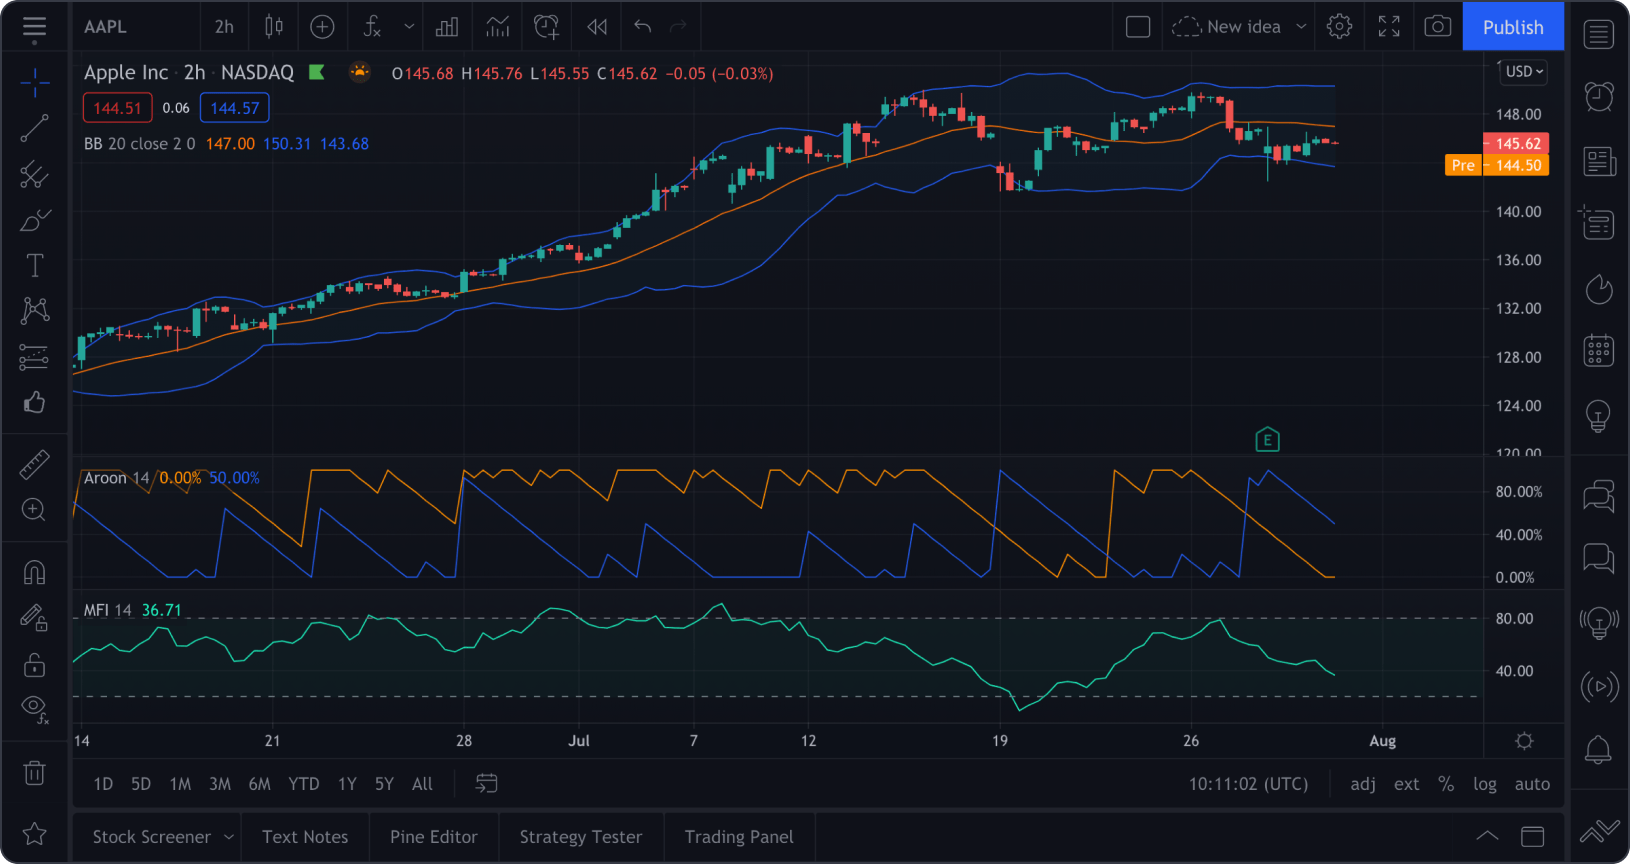 AAPL 2h New idea Publish
Apple Inc · 2h · NASDAQ O145.68 H145.76 L145.55 C145.62 −0.05 (−0.03%) USD
144.51 0.06 144.57
148.00
BB 20 close 2 0 147.00 150.31 143.68
145.62
Pre 144.50
140.00
136.00
132.00
128.00
124.00
E
120.00
Aroon 14 0.00% 50.00%
80.00%
40.00%
0.00%
MFI 14 36.71
80.00
40.00
14 21 28 Jul 7 12 19 26 Aug
1D 5D 1M 3M 6M YTD 1Y 5Y All 10:11:02 (UTC) adj ext % log auto
Stock Screener Text Notes Pine Editor Strategy Tester Trading Panel